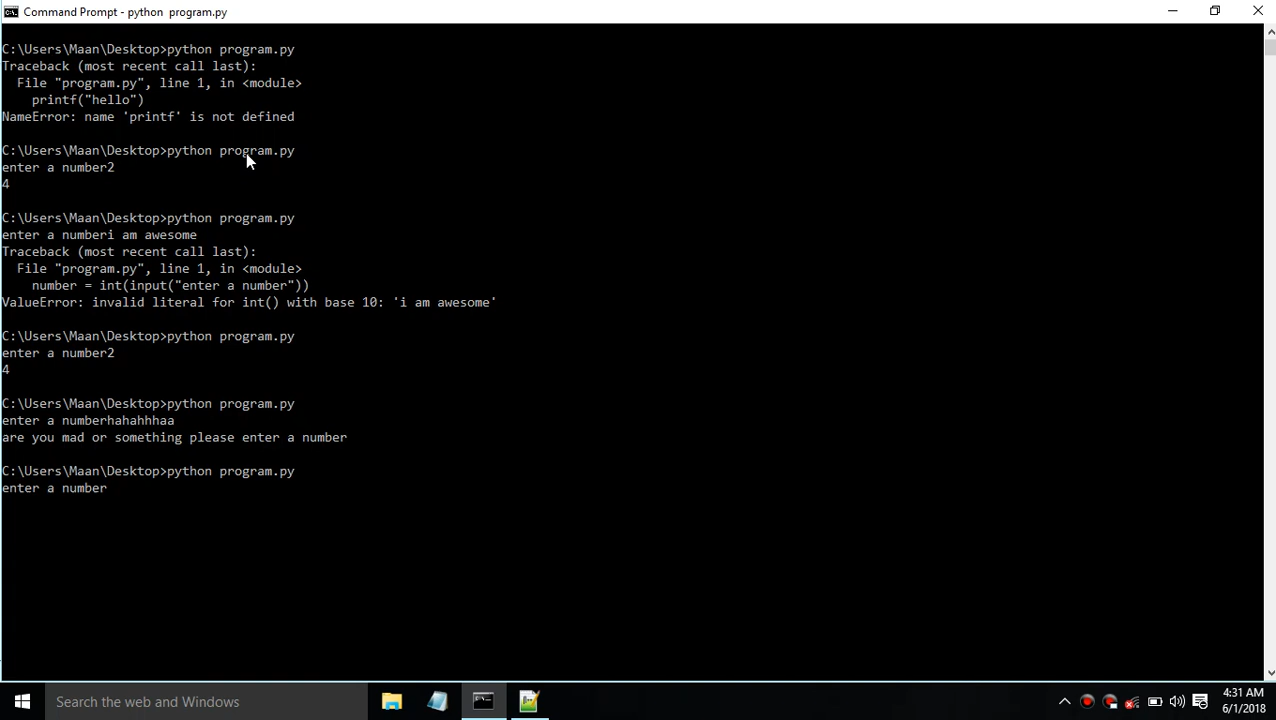 Command Prompt - python  program.py
C:\Users\Maan\Desktop>python program.py
Traceback (most recent call last):
  File "program.py", line 1, in <module>
    printf("hello")
NameError: name 'printf' is not defined
C:\Users\Maan\Desktop>python program.py
enter a number2
4
C:\Users\Maan\Desktop>python program.py
enter a numberi am awesome
Traceback (most recent call last):
  File "program.py", line 1, in <module>
    number = int(input("enter a number"))
ValueError: invalid literal for int() with base 10: 'i am awesome'
C:\Users\Maan\Desktop>python program.py
enter a number2
4
C:\Users\Maan\Desktop>python program.py
enter a numberhahahhhaa
are you mad or something please enter a number
C:\Users\Maan\Desktop>python program.py
enter a number
Search the web and Windows
4:31 AM
6/1/2018